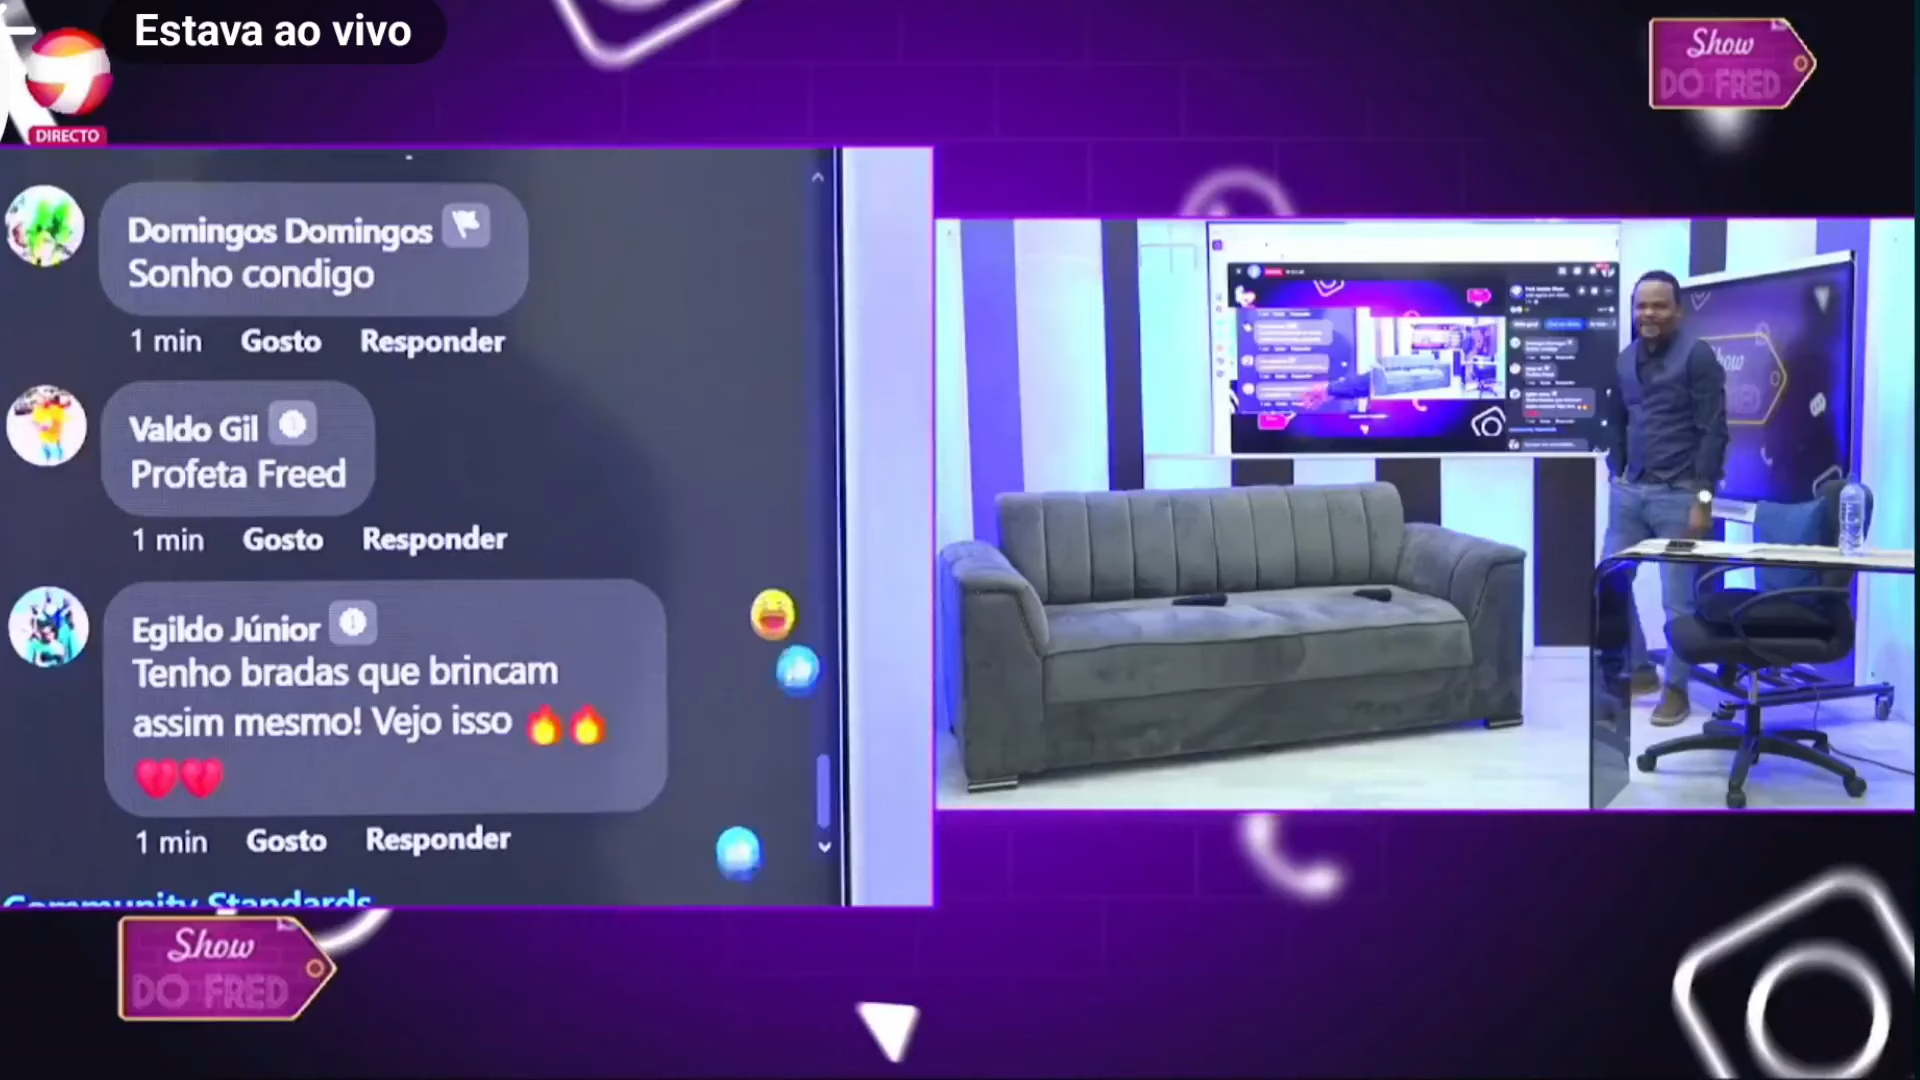 Estava ao vivo
DIRECTO
Show
DO FRED
Domingos Domingos
Sonho condigo
1 min Gosto Responder
Valdo Gil
Profeta Freed
1 min Gosto Responder
Egildo Júnior
Tenho bradas que brincam
assim mesmo! Vejo isso 🔥🔥
💔💔
1 min Gosto Responder
Community Standards
Show
DO FRED